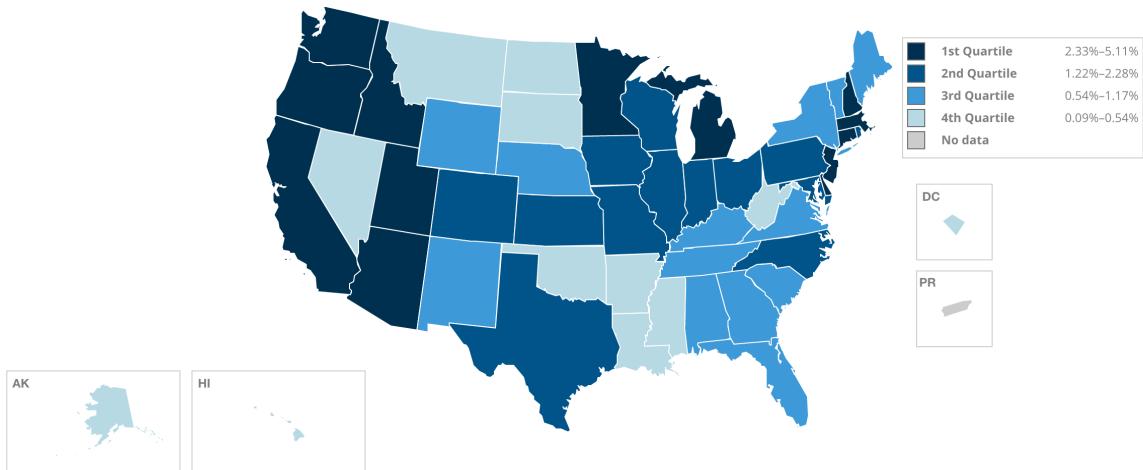 1st Quartile 2.33%–5.11%
2nd Quartile 1.22%–2.28%
3rd Quartile 0.54%–1.17%
4th Quartile 0.09%–0.54%
No data
DC
PR
AK
HI